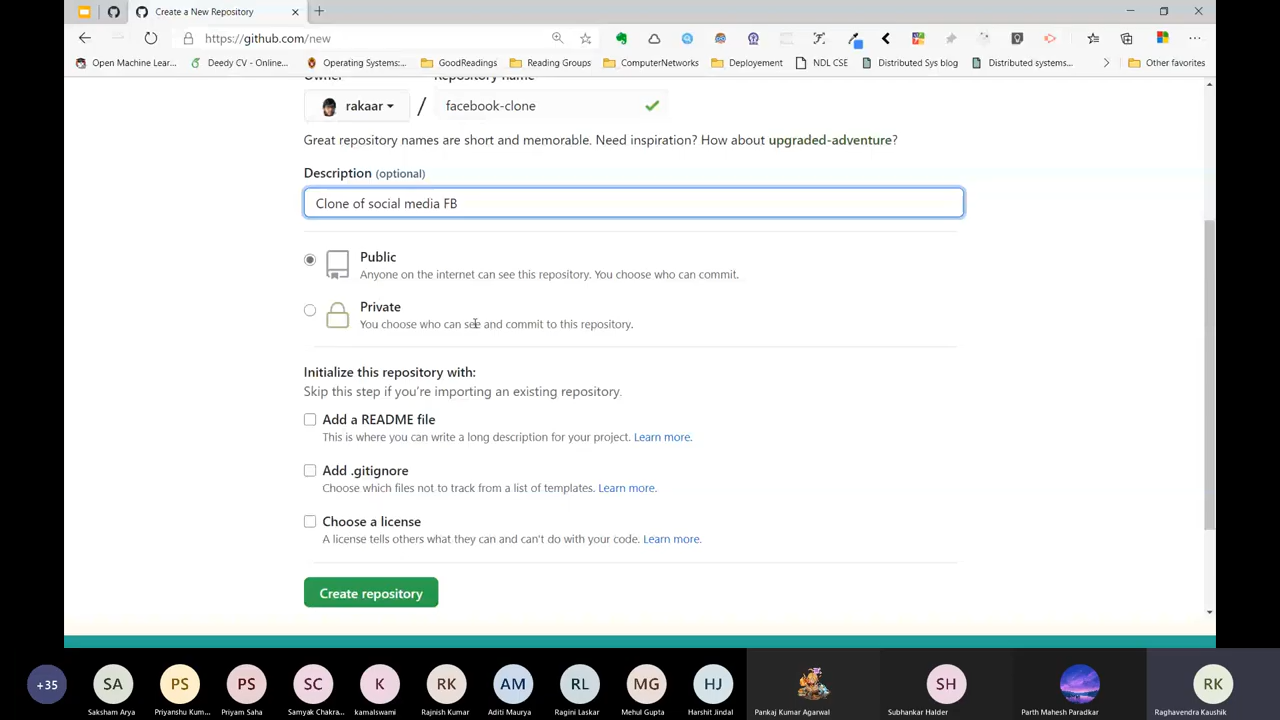 Create a New Repository
https://github.com/new
Open Machine Lear...
Deedy CV - Online...
Operating Systems:...
GoodReadings
Reading Groups
ComputerNetworks
Deployement
NDL CSE
Distributed Sys blog
Distributed systems...
Other favorites
rakaar / facebook-clone
Great repository names are short and memorable. Need inspiration? How about upgraded-adventure?
Description (optional)
Clone of social media FB
Public
Anyone on the internet can see this repository. You choose who can commit.
Private
You choose who can see and commit to this repository.
Initialize this repository with:
Skip this step if you're importing an existing repository.
Add a README file
This is where you can write a long description for your project. Learn more.
Add .gitignore
Choose which files not to track from a list of templates. Learn more.
Choose a license
A license tells others what they can and can't do with your code. Learn more.
Create repository
+35 SA PS PS SC K RK AM RL MG HJ SH RK
Saksham Arya
Priyanshu Kum...
Priyam Saha
Samyak Chakra...
kamalswami
Rajnish Kumar
Aditi Maurya
Ragini Laskar
Mehul Gupta
Harshit Jindal
Pankaj Kumar Agarwal
Subhankar Halder
Parth Mahesh Paradkar
Raghavendra Kaushik